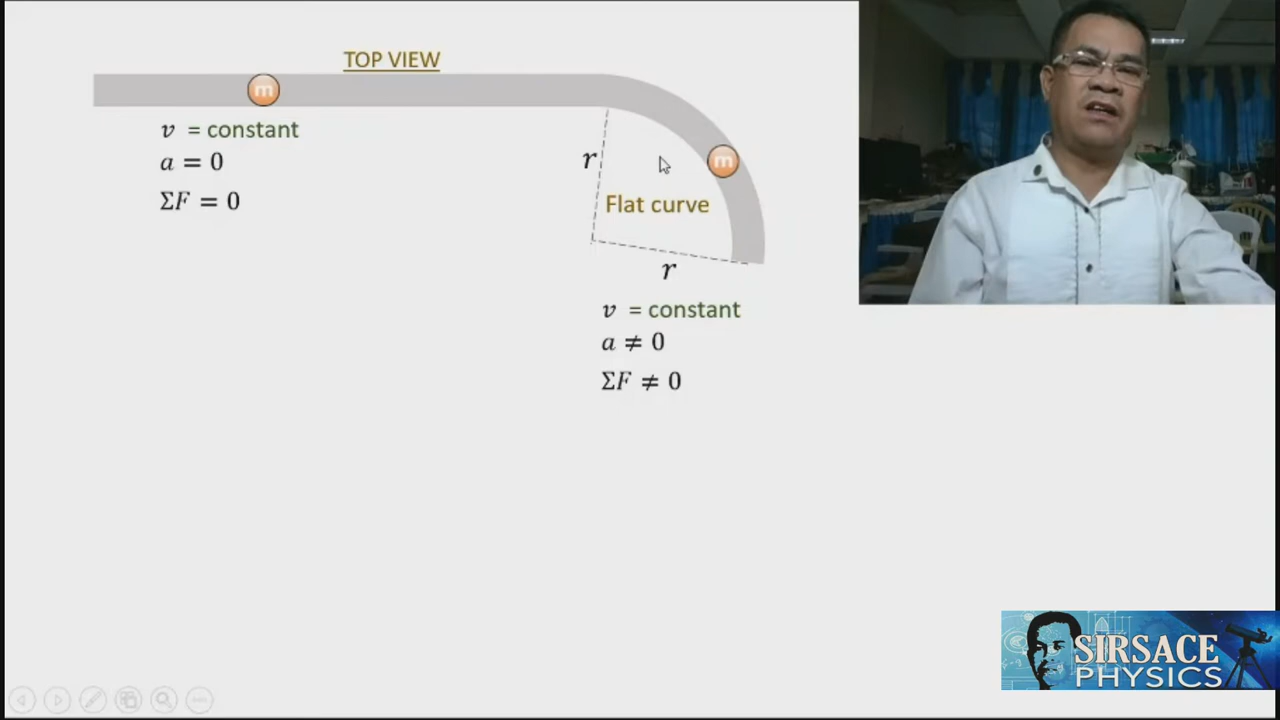 TOP VIEW
m
v = constant
a = 0
ΣF = 0
m
r
Flat curve
r
v = constant
a ≠ 0
ΣF ≠ 0
SIRSACE
PHYSICS